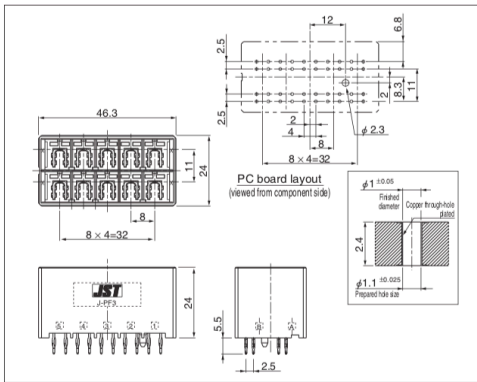 12
6.8
2.5
2.5
2
8.3
11
2
4
8
φ 2.3
8 × 4=32
PC board layout
(viewed from component side)
46.3
11
24
8
8 × 4=32
φ1 ±0.05
Finished
diameter
Copper through-hole
plated
2.4
φ1.1 ±0.025
Prepared hole size
JST
J-PF3
24
5.5
2.5